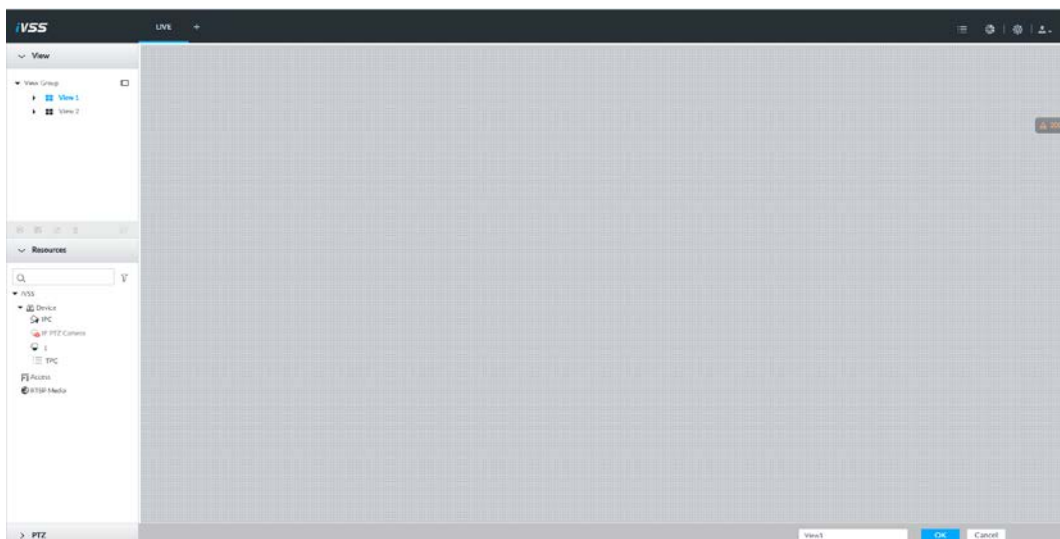 iVSS
LIVE +
View
View Group
View 1
View 2
Resources
iVSS
Device
IPC
IP PTZ Camera
1
TPC
Access
RTSP Media
PTZ
View3 OK Cancel